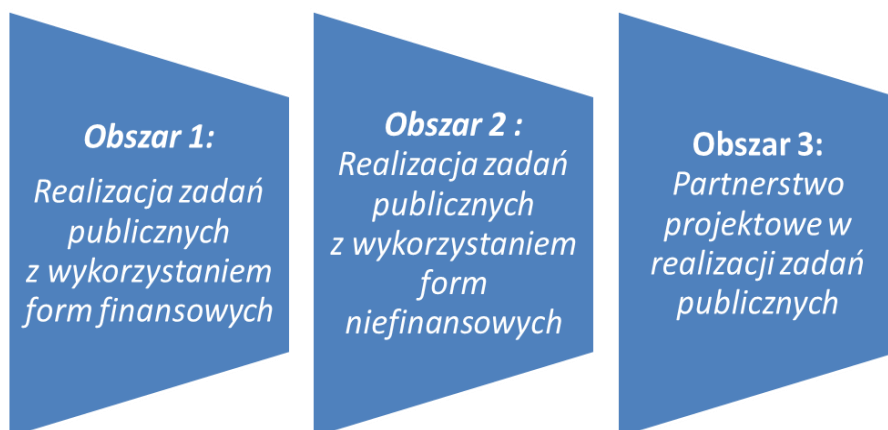 Obszar 1:
Realizacja zadań
publicznych
z wykorzystaniem
form finansowych
Obszar 2 :
Realizacja zadań
publicznych
z wykorzystaniem
form
niefinansowych
Obszar 3:
Partnerstwo
projektowe w
realizacji zadań
publicznych